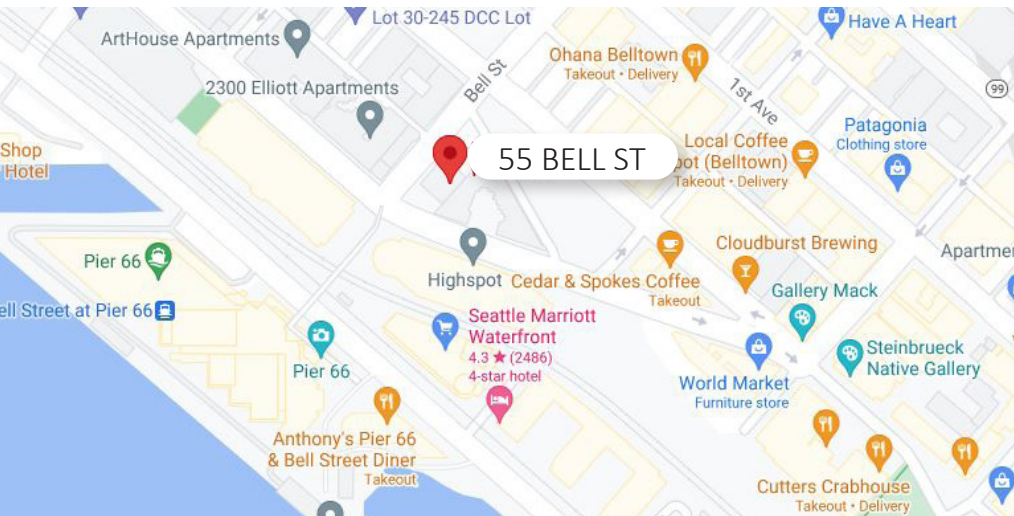 Lot 30-245 DCC Lot
Have A Heart
ArtHouse Apartments
Ohana Belltown
Takeout • Delivery
Bell St
2300 Elliott Apartments
1st Ave
99
Patagonia
Clothing store
Shop
Hotel
55 BELL ST
Local Coffee
pot (Belltown)
Takeout • Delivery
Cloudburst Brewing
Apartme
Pier 66
Highspot
Cedar & Spokes Coffee
Takeout
Gallery Mack
ell Street at Pier 66
Seattle Marriott
Waterfront
4.3 ★ (2486)
4-star hotel
Steinbrueck
Native Gallery
Pier 66
World Market
Furniture store
Anthony's Pier 66
& Bell Street Diner
Takeout
Cutters Crabhouse
Takeout • Delivery